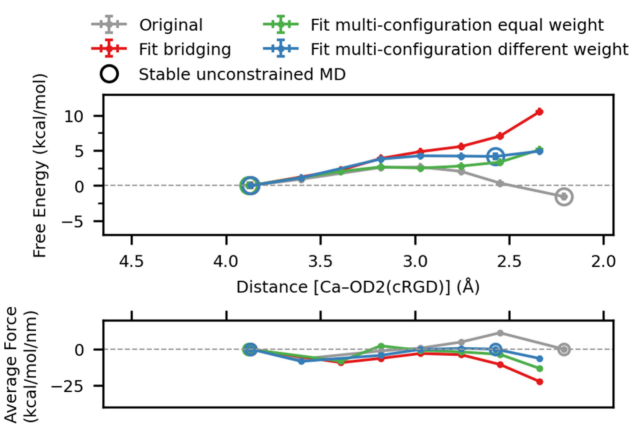 Original
Fit bridging
Fit multi-configuration equal weight
Fit multi-configuration different weight
Stable unconstrained MD
Free Energy (kcal/mol)
10
5
0
−5
4.5 4.0 3.5 3.0 2.5 2.0
Distance [Ca–OD2(cRGD)] (Å)
Average Force
(kcal/mol/nm)
0
−25